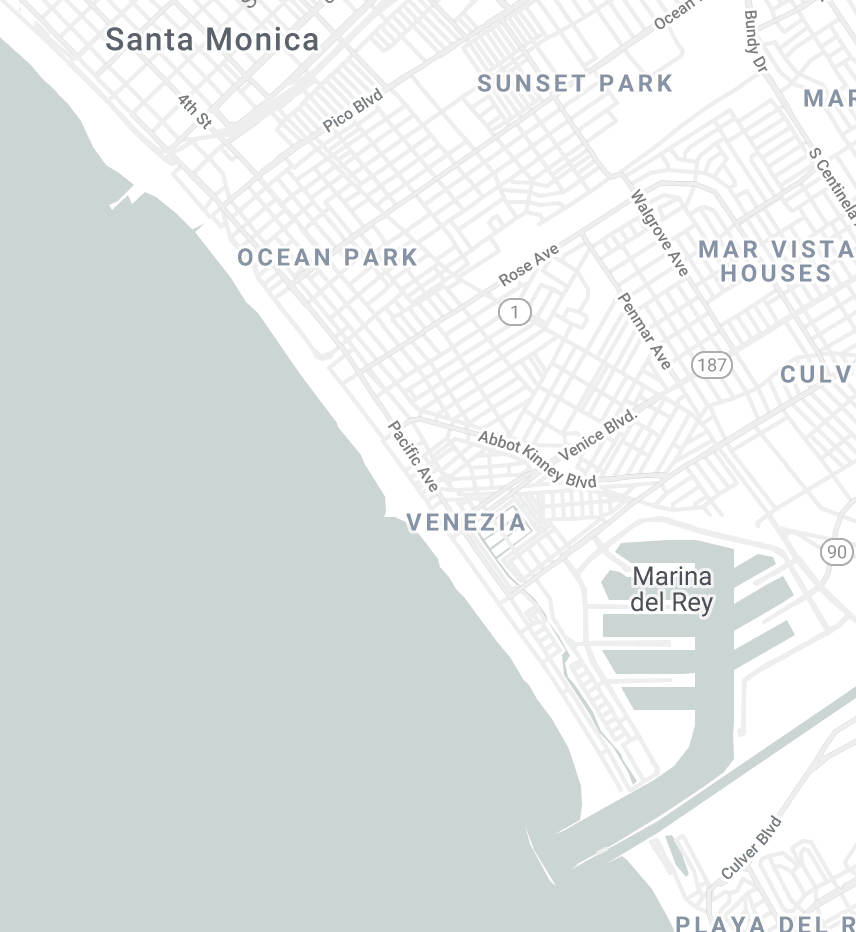 Ocean
Bundy Dr
Santa Monica
SUNSET PARK
MAR
4th St
Pico Blvd
S Centinela
Walgrove Ave
OCEAN PARK
Rose Ave
MAR VISTA
HOUSES
1
Penmar Ave
187
CULV
Pacific Ave
Abbot Kinney Blvd
Venice Blvd.
VENEZIA
90
Marina
del Rey
Culver Blvd
PLAYA DEL R